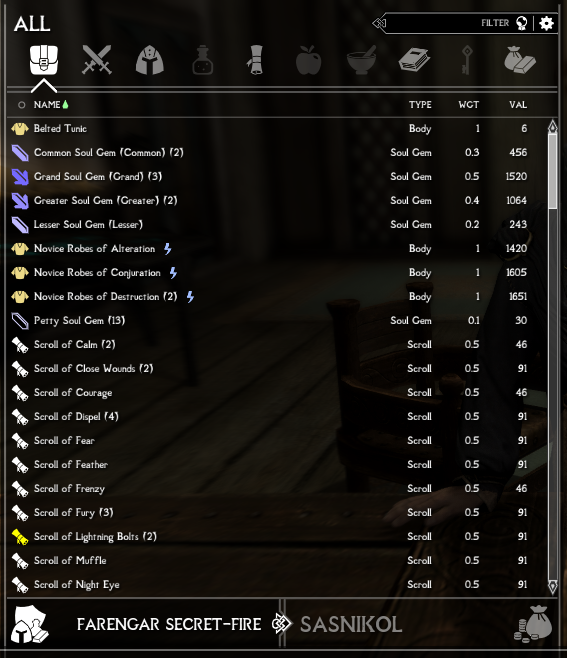 ALL
FILTER
NAME TYPE WGT VAL
Belted Tunic Body 1 6
Common Soul Gem (Common) (2) Soul Gem 0.3 456
Grand Soul Gem (Grand) (3) Soul Gem 0.5 1520
Greater Soul Gem (Greater) (2) Soul Gem 0.4 1064
Lesser Soul Gem (Lesser) Soul Gem 0.2 243
Novice Robes of Alteration Body 1 1420
Novice Robes of Conjuration Body 1 1605
Novice Robes of Destruction (2) Body 1 1651
Petty Soul Gem (13) Soul Gem 0.1 30
Scroll of Calm (2) Scroll 0.5 46
Scroll of Close Wounds (2) Scroll 0.5 91
Scroll of Courage Scroll 0.5 46
Scroll of Dispel (4) Scroll 0.5 91
Scroll of Fear Scroll 0.5 91
Scroll of Feather Scroll 0.5 91
Scroll of Frenzy Scroll 0.5 46
Scroll of Fury (3) Scroll 0.5 91
Scroll of Lightning Bolts (2) Scroll 0.5 91
Scroll of Muffle Scroll 0.5 91
Scroll of Night Eye Scroll 0.5 91
FARENGAR SECRET-FIRE SASNIKOL